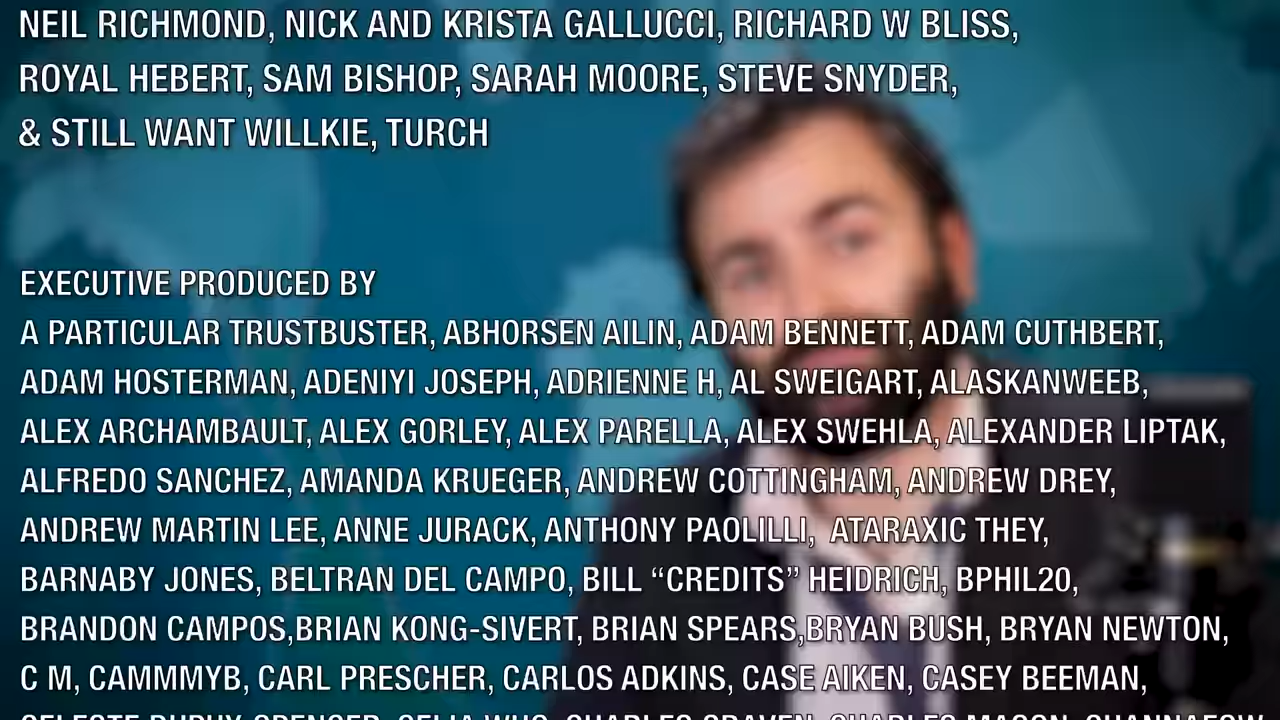 NEIL RICHMOND, NICK AND KRISTA GALLUCCI, RICHARD W BLISS,
ROYAL HEBERT, SAM BISHOP, SARAH MOORE, STEVE SNYDER,
& STILL WANT WILLKIE, TURCH
EXECUTIVE PRODUCED BY
A PARTICULAR TRUSTBUSTER, ABHORSEN AILIN, ADAM BENNETT, ADAM CUTHBERT,
ADAM HOSTERMAN, ADENIYI JOSEPH, ADRIENNE H, AL SWEIGART, ALASKANWEEB,
ALEX ARCHAMBAULT, ALEX GORLEY, ALEX PARELLA, ALEX SWEHLA, ALEXANDER LIPTAK,
ALFREDO SANCHEZ, AMANDA KRUEGER, ANDREW COTTINGHAM, ANDREW DREY,
ANDREW MARTIN LEE, ANNE JURACK, ANTHONY PAOLILLI,  ATARAXIC THEY,
BARNABY JONES, BELTRAN DEL CAMPO, BILL “CREDITS” HEIDRICH, BPHIL20,
BRANDON CAMPOS,BRIAN KONG-SIVERT, BRIAN SPEARS,BRYAN BUSH, BRYAN NEWTON,
C M, CAMMMYB, CARL PRESCHER, CARLOS ADKINS, CASE AIKEN, CASEY BEEMAN,